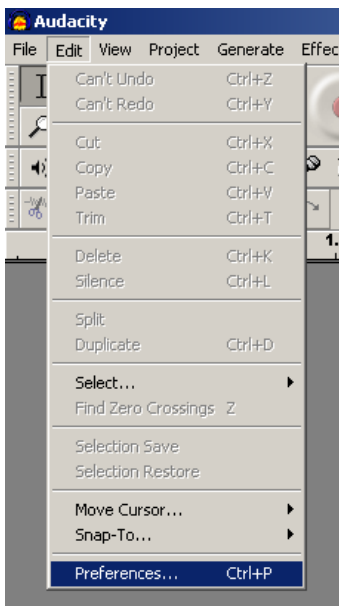 Audacity
File Edit View Project Generate Effec
Can't Undo Ctrl+Z
Can't Redo Ctrl+Y
Cut Ctrl+X
Copy Ctrl+C
Paste Ctrl+V
Trim Ctrl+T
1.
Delete Ctrl+K
Silence Ctrl+L
Split
Duplicate Ctrl+D
Select...
Find Zero Crossings Z
Selection Save
Selection Restore
Move Cursor...
Snap-To...
Preferences... Ctrl+P